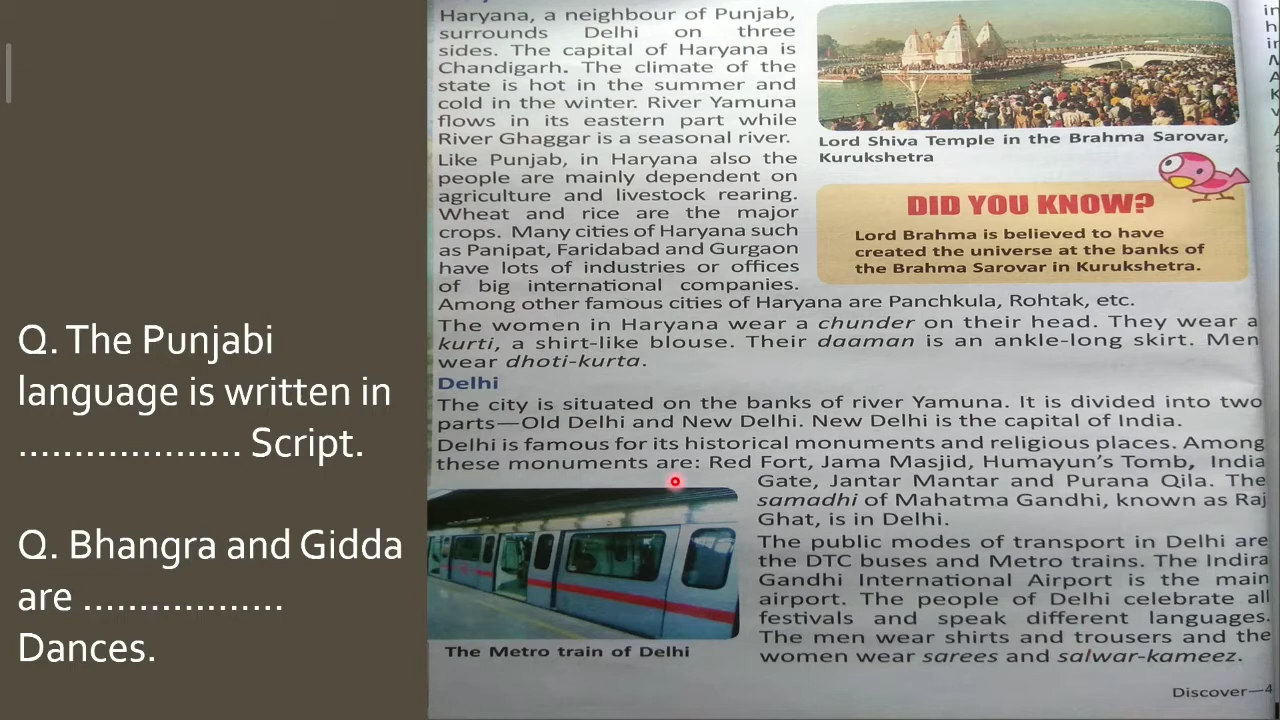 Q. The Punjabi
language is written in
.................... Script.
Q. Bhangra and Gidda
are ..................
Dances.
Haryana, a neighbour of Punjab,
surrounds Delhi on three
sides. The capital of Haryana is
Chandigarh. The climate of the
state is hot in the summer and
cold in the winter. River Yamuna
flows in its eastern part while
River Ghaggar is a seasonal river.
Like Punjab, in Haryana also the
people are mainly dependent on
agriculture and livestock rearing.
Wheat and rice are the major
crops. Many cities of Haryana such
as Panipat, Faridabad and Gurgaon
have lots of industries or offices
of big international companies.
Among other famous cities of Haryana are Panchkula, Rohtak, etc.
Lord Shiva Temple in the Brahma Sarovar,
Kurukshetra
DID YOU KNOW?
Lord Brahma is believed to have
created the universe at the banks of
the Brahma Sarovar in Kurukshetra.
The women in Haryana wear a chunder on their head. They wear a
kurti, a shirt-like blouse. Their daaman is an ankle-long skirt. Men
wear dhoti-kurta.
Delhi
The city is situated on the banks of river Yamuna. It is divided into two
parts—Old Delhi and New Delhi. New Delhi is the capital of India.
Delhi is famous for its historical monuments and religious places. Among
these monuments are: Red Fort, Jama Masjid, Humayun's Tomb, India
Gate, Jantar Mantar and Purana Qila. The
samadhi of Mahatma Gandhi, known as Raj
Ghat, is in Delhi.
The public modes of transport in Delhi are
the DTC buses and Metro trains. The Indira
Gandhi International Airport is the main
airport. The people of Delhi celebrate all
festivals and speak different languages.
The men wear shirts and trousers and the
women wear sarees and salwar-kameez.
The Metro train of Delhi
Discover—4